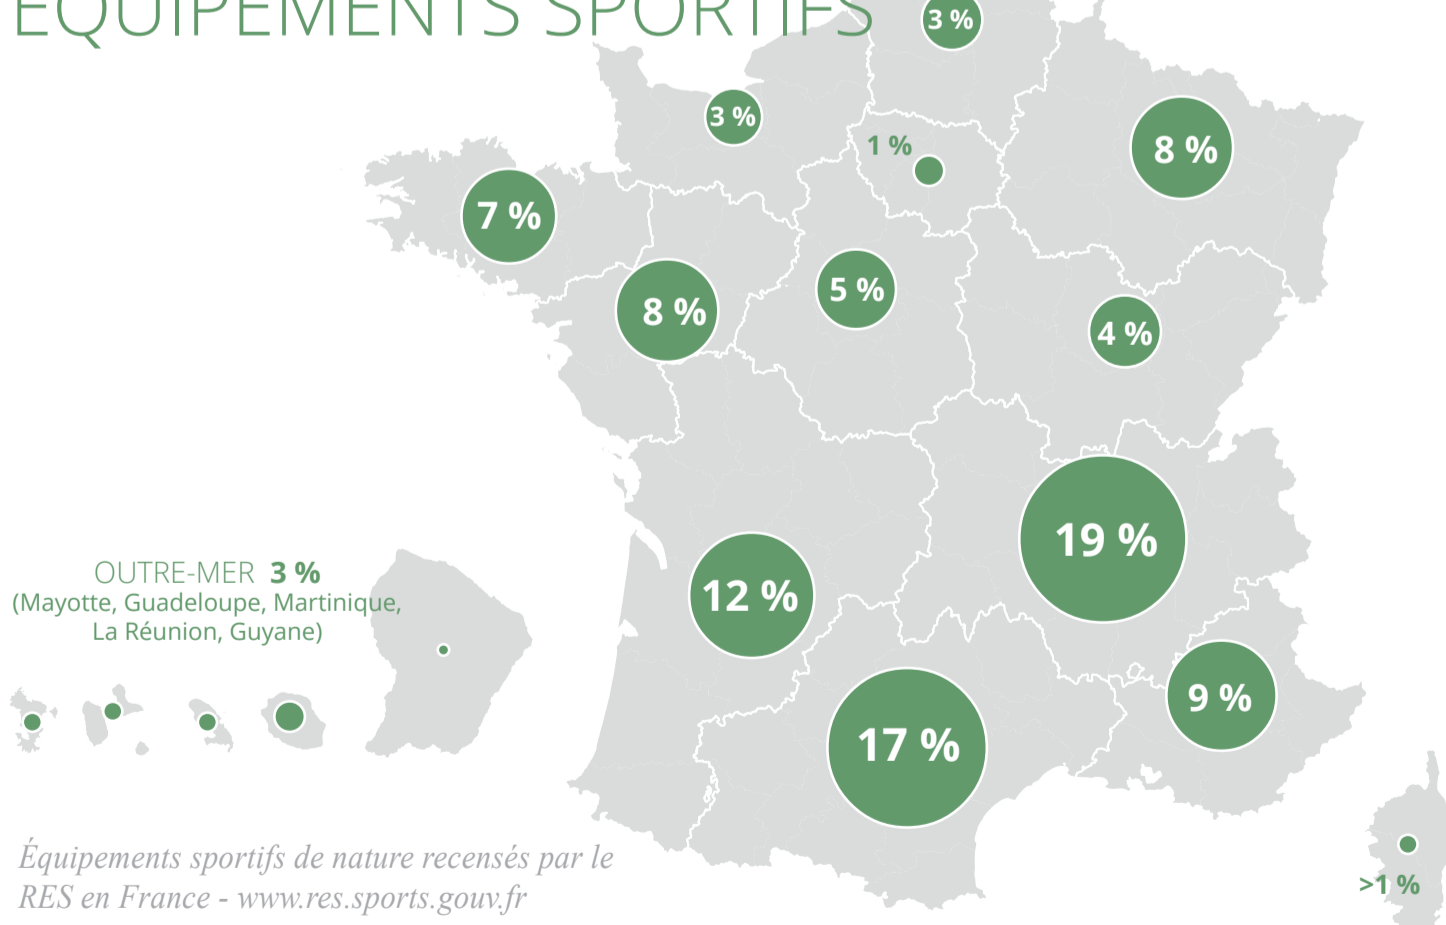 ÉQUIPEMENTS SPORTIFS
3 %
3 %
1 %
8 %
7 %
5 %
8 %
4 %
19 %
12 %
OUTRE-MER 3 %
(Mayotte, Guadeloupe, Martinique,
La Réunion, Guyane)
9 %
17 %
>1 %
Équipements sportifs de nature recensés par le
RES en France - www.res.sports.gouv.fr